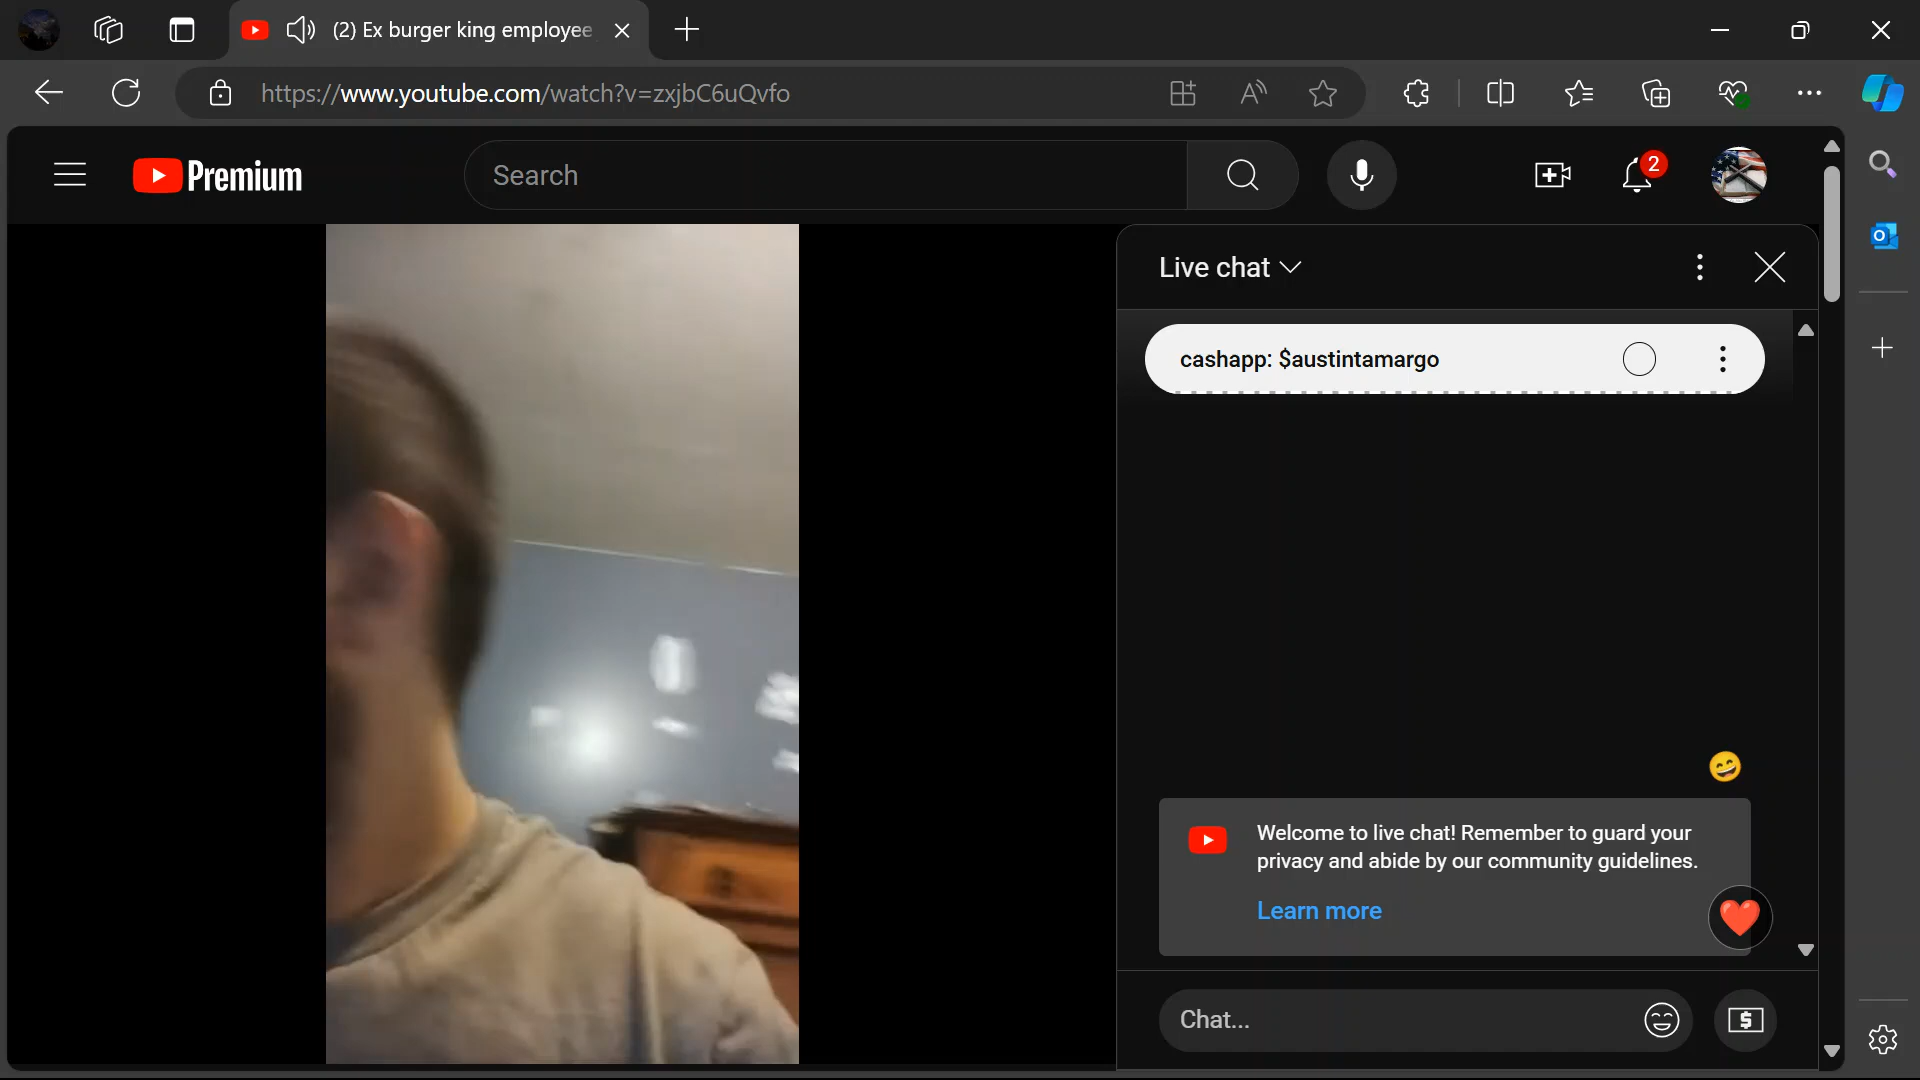 (2) Ex burger king employee
https://www.youtube.com/watch?v=zxjbC6uQvfo
Premium
Search
2
Live chat
cashapp: $austintamargo
Welcome to live chat! Remember to guard your
privacy and abide by our community guidelines.
Learn more
Chat...